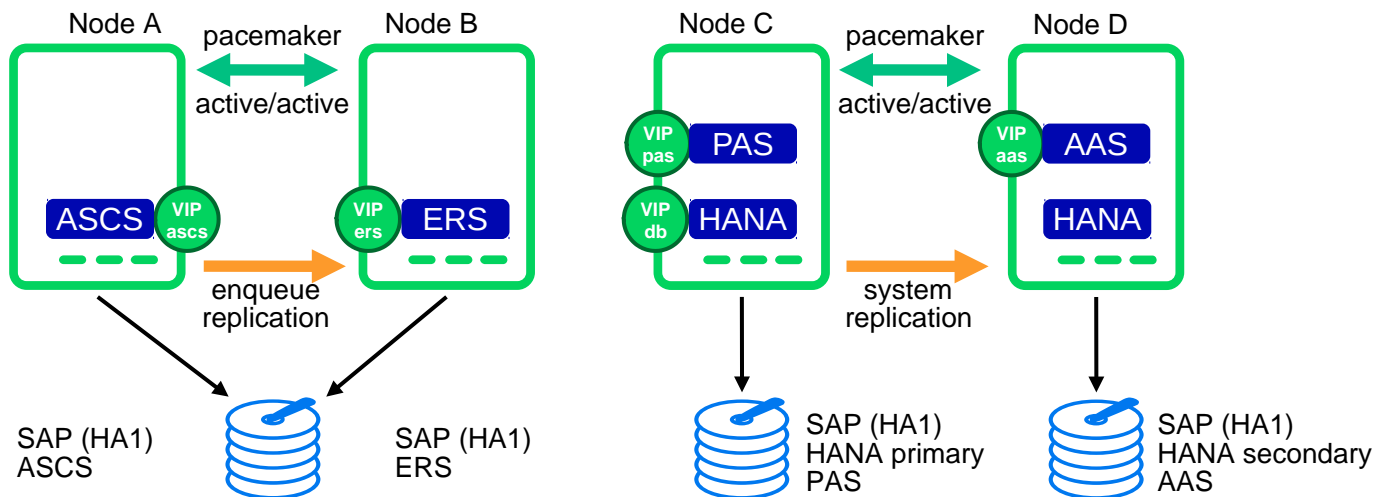 Node A
Node B
pacemaker
active/active
ASCS
VIP
ascs
VIP
ers
ERS
enqueue
replication
SAP (HA1)
ASCS
SAP (HA1)
ERS
Node C
Node D
pacemaker
active/active
VIP
pas
PAS
VIP
aas
AAS
VIP
db
HANA
HANA
system
replication
SAP (HA1)
HANA primary
PAS
SAP (HA1)
HANA secondary
AAS